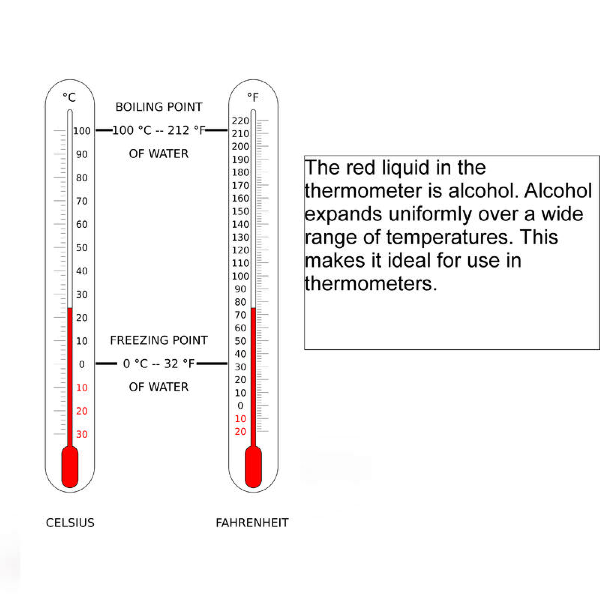 °C
°F
BOILING POINT
100 °C -- 212 °F
OF WATER
100
90
80
70
60
50
40
30
20
10
0
10
20
30
220
210
200
190
180
170
160
150
140
130
120
110
100
90
80
70
60
50
40
30
20
10
0
10
20
FREEZING POINT
0 °C -- 32 °F
OF WATER
CELSIUS
FAHRENHEIT
The red liquid in the
thermometer is alcohol. Alcohol
expands uniformly over a wide
range of temperatures. This
makes it ideal for use in
thermometers.